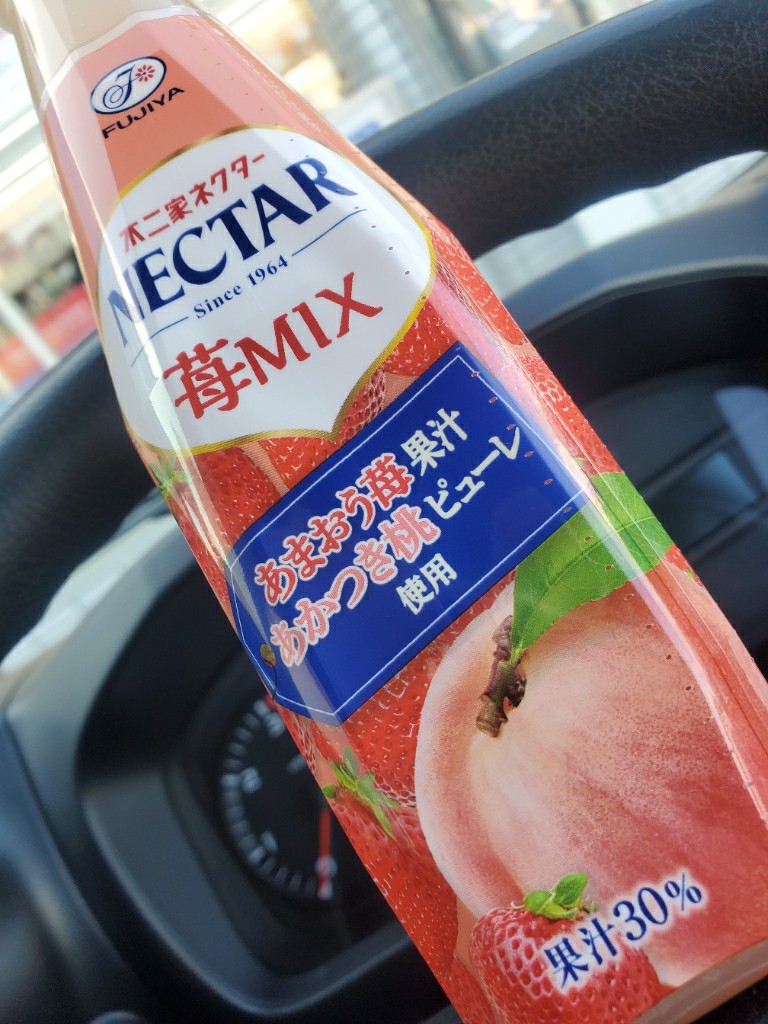 FUJIYA
不二家ネクター
NECTAR
Since 1964
苺MIX
あまおう苺果汁
あかつき桃ピューレ
使用
果汁30%